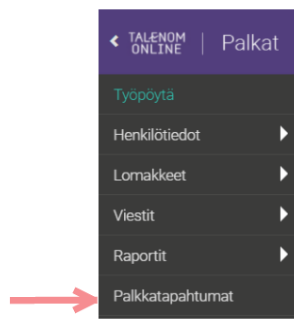 TALENOM
ONLINE
Palkat
Työpöytä
Henkilötiedot
Lomakkeet
Viestit
Raportit
Palkkatapahtumat